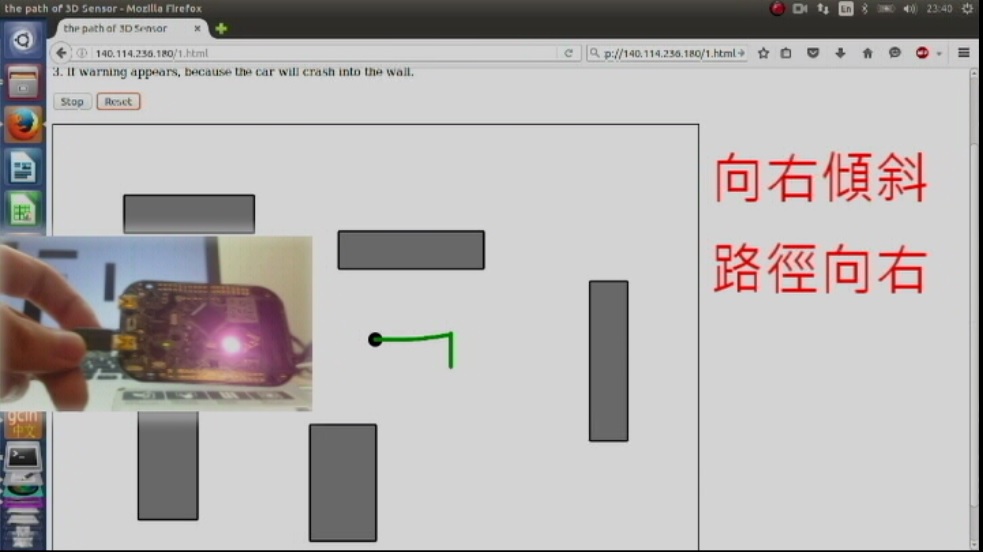 the path of 3D Sensor - Mozilla Firefox
En
23:40
the path of 3D Sensor
140.114.236.180/1.html
p://140.114.236.180/1.html
3. If warning appears, because the car will crash into the wall.
Stop
Reset
向右傾斜
路徑向右
gcin
中文